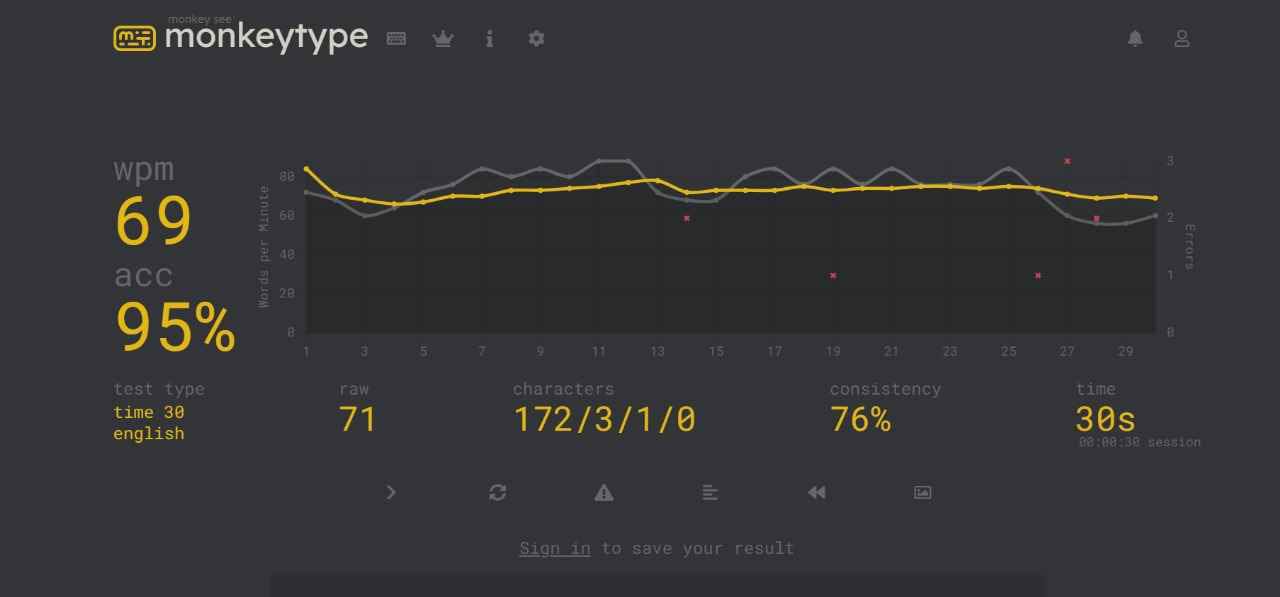 monkey see
monkeytype
wpm
69
acc
95%
Words per Minute
80
60
40
20
0
3
2
1
0
Errors
1 3 5 7 9 11 13 15 17 19 21 23 25 27 29
test type
time 30
english
raw
71
characters
172/3/1/0
consistency
76%
time
30s
00:00:30 session
Sign in to save your result